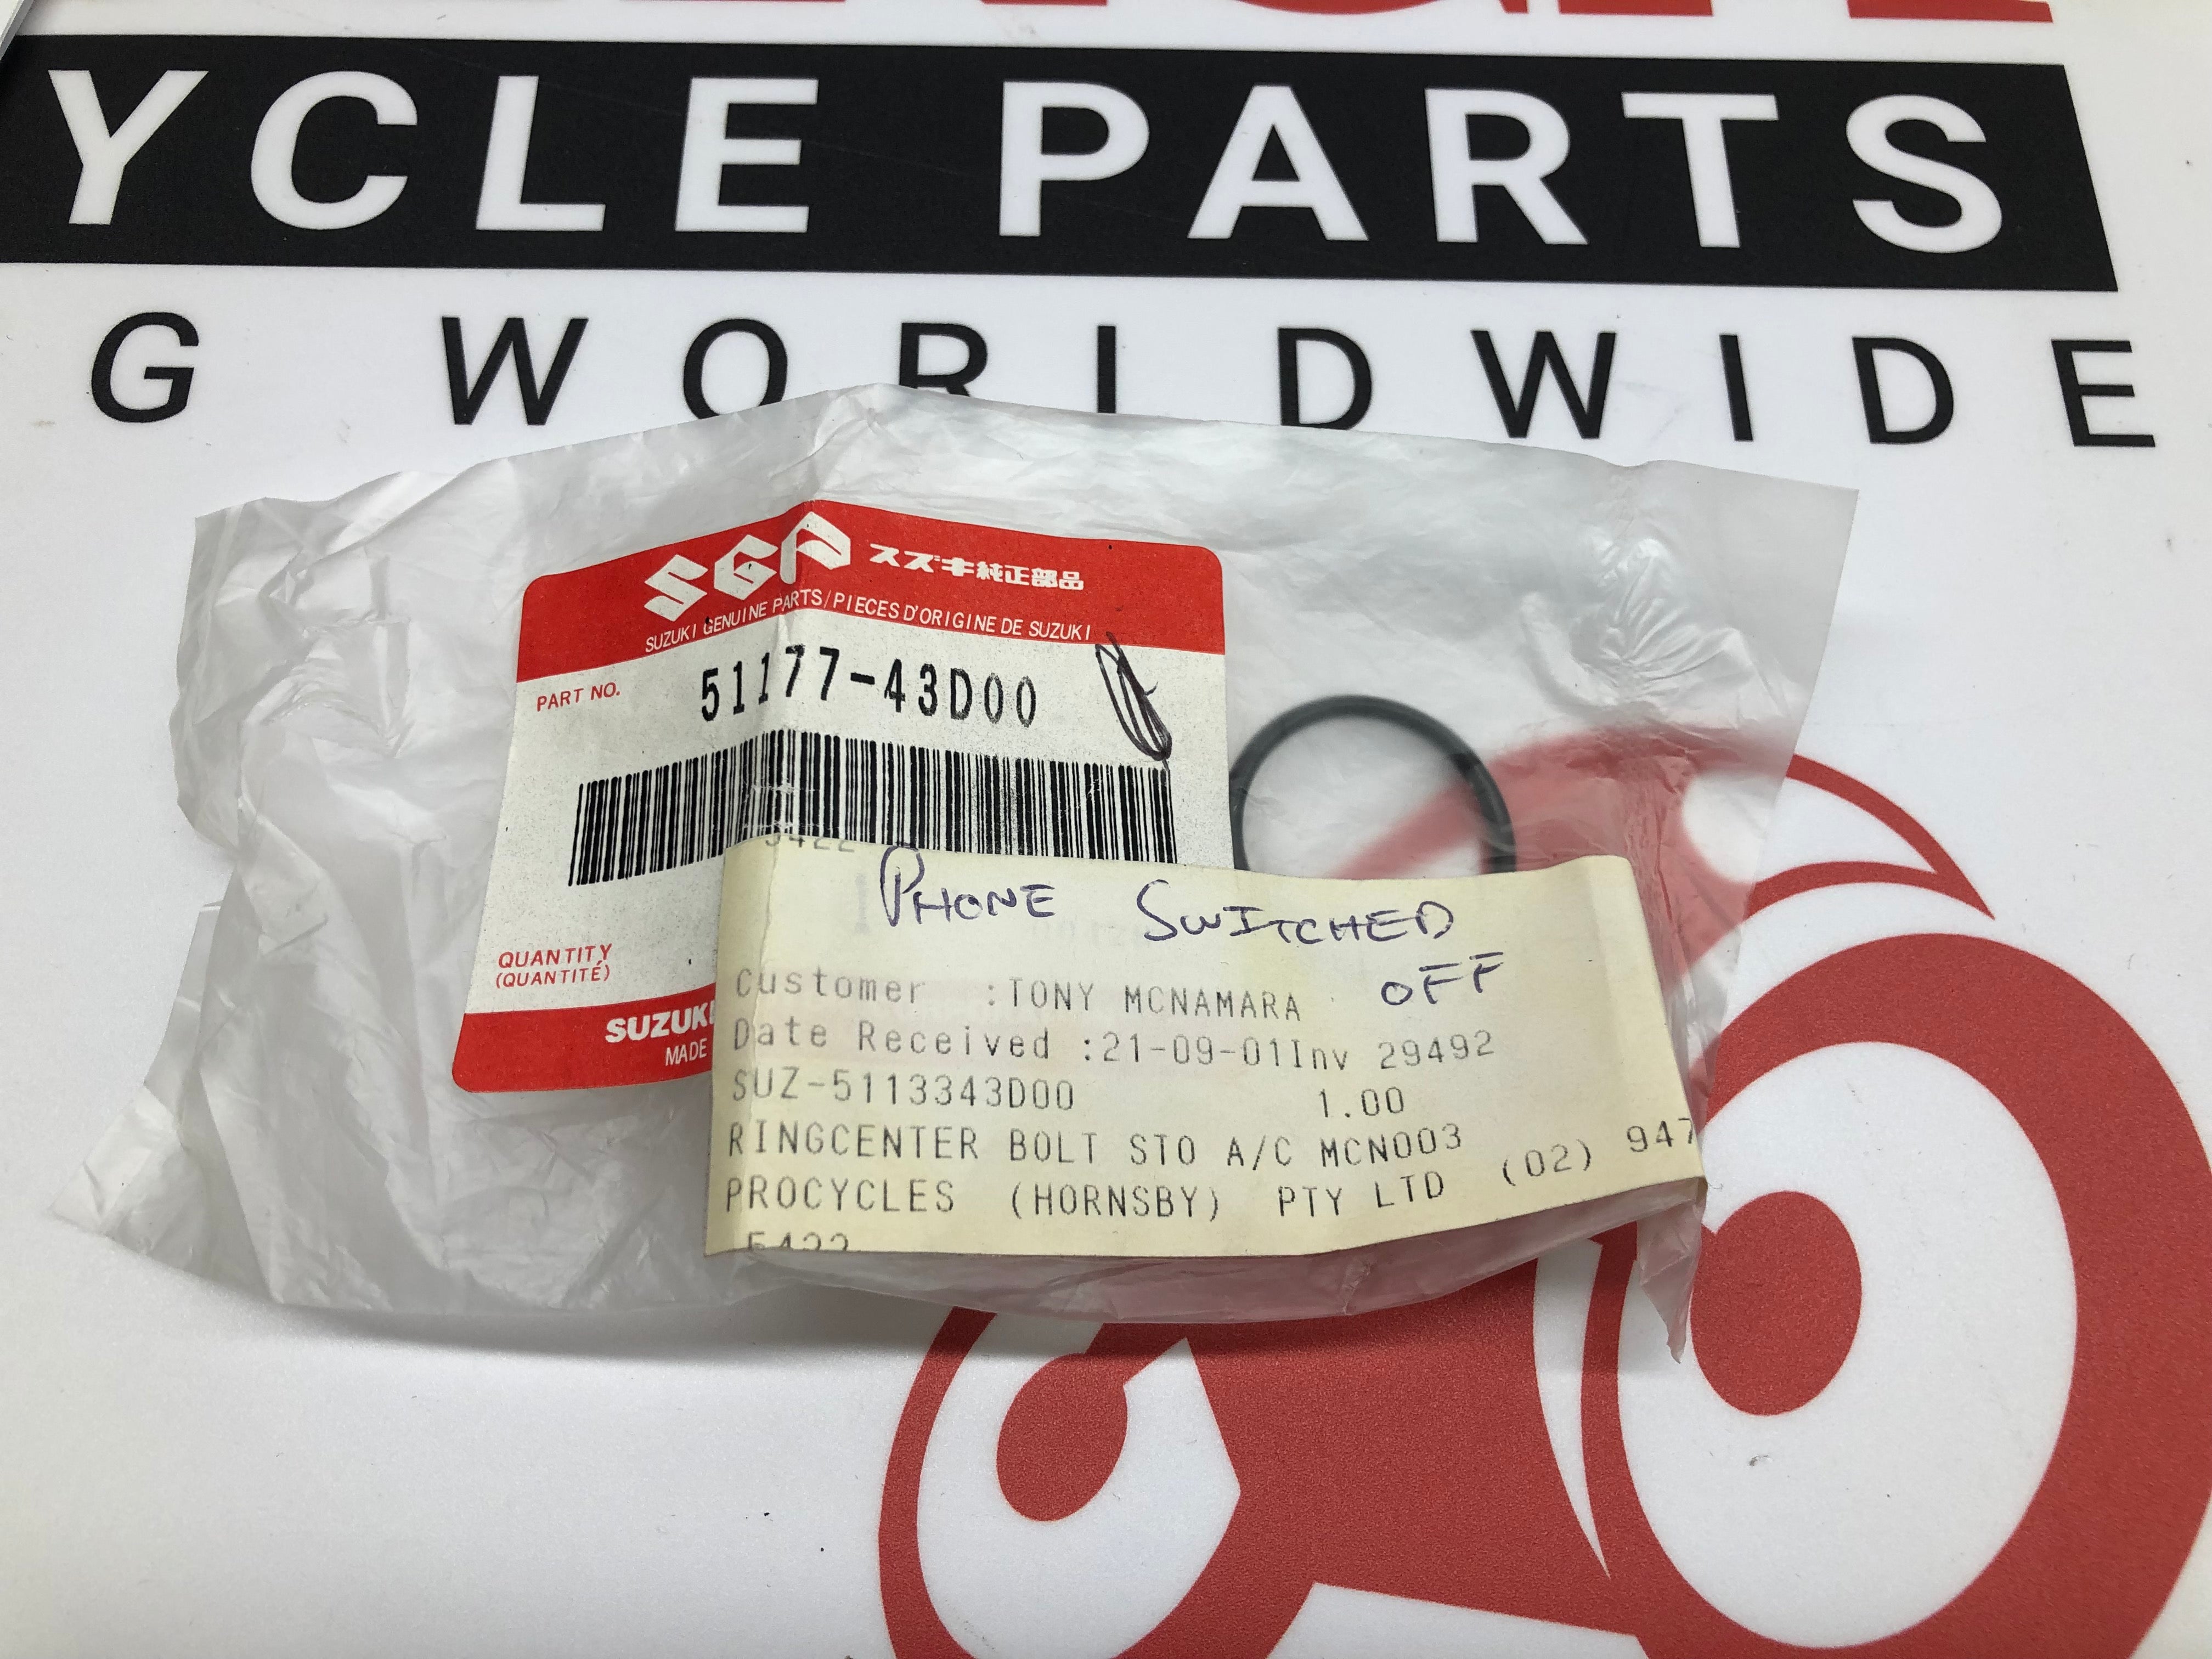 YCLE PARTS
G WORLDWIDE
SGP スズキ純正部品
SUZUKI GENUINE PARTS/PIECES D'ORIGINE DE SUZUKI
PART NO. 51177-43D00
5422
PHONE SWITCHED
OFF
QUANTITY
(QUANTITÉ)
SUZUKI
MADE
Customer :TONY MCNAMARA
Date Received :21-09-01Inv 29492
SUZ-5113343D00 1.00
RINGCENTER BOLT STO A/C MCN003
PROCYCLES (HORNSBY) PTY LTD (02) 947
5422